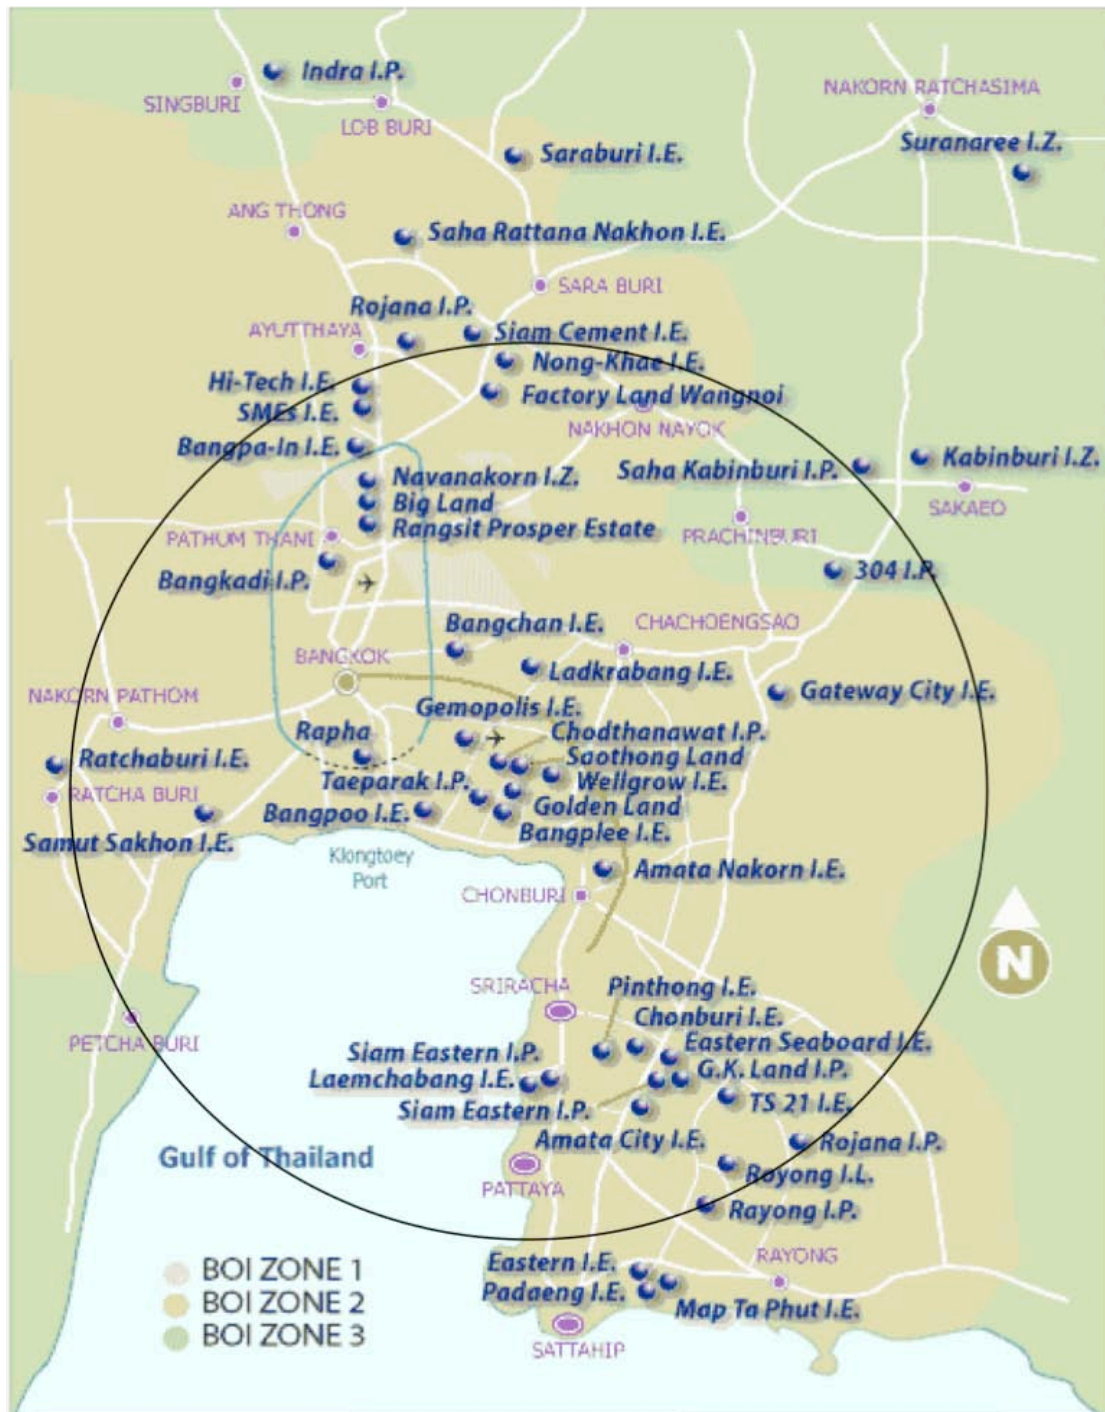 Indra I.P.
SINGBURI
LOB BURI
NAKORN RATCHASIMA
Suranaree I.Z.
Saraburi I.E.
ANG THONG
Saha Rattana Nakhon I.E.
SARA BURI
Rojana I.P.
AYUTTHAYA
Siam Cement I.E.
Nong-Khae I.E.
Hi-Tech I.E.
Factory Land Wangnoi
SMEs I.E.
NAKHON NAYOK
Bangpa-In I.E.
Saha Kabinburi I.P.
Kabinburi I.Z.
Navanakorn I.Z.
Big Land
SAKAEO
Rangsit Prosper Estate
PATHUM THANI
PRACHINBURI
Bangkadi I.P.
304 I.P.
Bangchan I.E.
CHACHOENGSAO
BANGKOK
Ladkrabang I.E.
NAKORN PATHOM
Gateway City I.E.
Gemopolis I.E.
Rapha
Chodthanawat I.P.
Ratchaburi I.E.
Saothong Land
Taeparak I.P.
Wellgrow I.E.
RATCHA BURI
Golden Land
Bangpoo I.E.
Bangplee I.E.
Samut Sakhon I.E.
Klongtoey
Port
Amata Nakorn I.E.
CHONBURI
N
SRIRACHA
Pinthong I.E.
Chonburi I.E.
PETCHA BURI
Eastern Seaboard I.E.
Siam Eastern I.P.
G.K. Land I.P.
Laemchabang I.E.
TS 21 I.E.
Siam Eastern I.P.
Amata City I.E.
Rojana I.P.
Gulf of Thailand
Royong I.L.
PATTAYA
Rayong I.P.
RAYONG
Eastern I.E.
Padaeng I.E.
Map Ta Phut I.E.
SATTAHIP
BOI ZONE 1
BOI ZONE 2
BOI ZONE 3